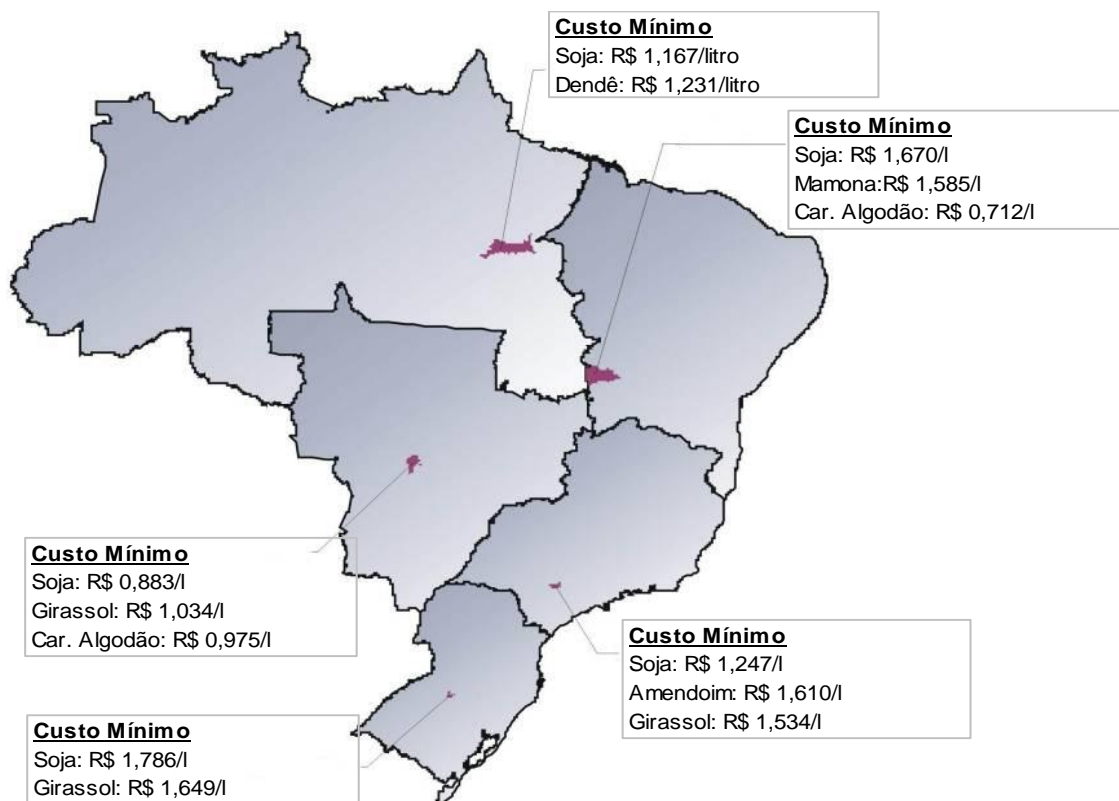 Custo Mínimo
Soja: R$ 1,167/litro
Dendê: R$ 1,231/litro
Custo Mínimo
Soja: R$ 1,670/l
Mamona:R$ 1,585/l
Car. Algodão: R$ 0,712/l
Custo Mínimo
Soja: R$ 0,883/l
Girassol: R$ 1,034/l
Car. Algodão: R$ 0,975/l
Custo Mínimo
Soja: R$ 1,247/l
Amendoim: R$ 1,610/l
Girassol: R$ 1,534/l
Custo Mínimo
Soja: R$ 1,786/l
Girassol: R$ 1,649/l